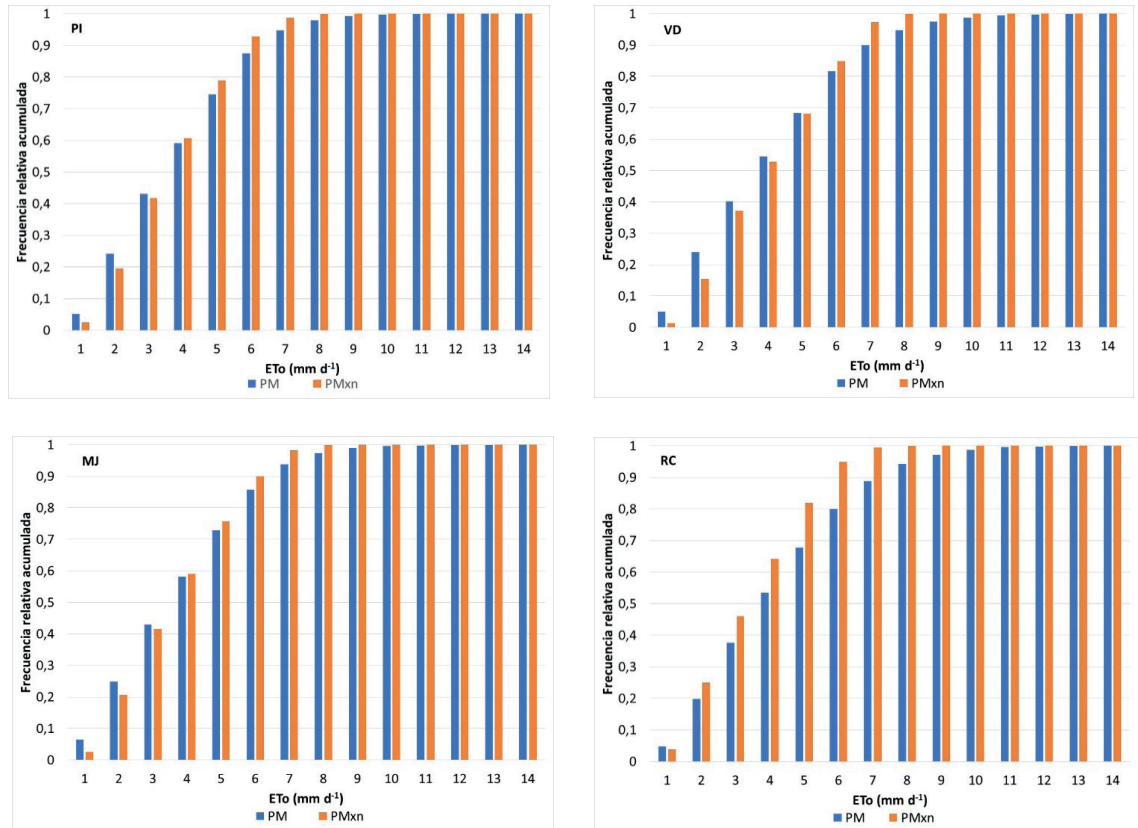 PI
Frecuencia relativa acumulada
1
0,9
0,8
0,7
0,6
0,5
0,4
0,3
0,2
0,1
0
1 2 3 4 5 6 7 8 9 10 11 12 13 14
ETo (mm d⁻¹)
PM PMxn
VD
Frecuencia relativa acumulada
1
0,9
0,8
0,7
0,6
0,5
0,4
0,3
0,2
0,1
0
1 2 3 4 5 6 7 8 9 10 11 12 13 14
ETo (mm d⁻¹)
PM PMxn
MJ
Frecuencia relativa acumulada
1
0,9
0,8
0,7
0,6
0,5
0,4
0,3
0,2
0,1
0
1 2 3 4 5 6 7 8 9 10 11 12 13 14
ETo (mm d⁻¹)
PM PMxn
RC
Frecuencia relativa acumulada
1
0,9
0,8
0,7
0,6
0,5
0,4
0,3
0,2
0,1
0
1 2 3 4 5 6 7 8 9 10 11 12 13 14
ETo (mm d⁻¹)
PM PMxn